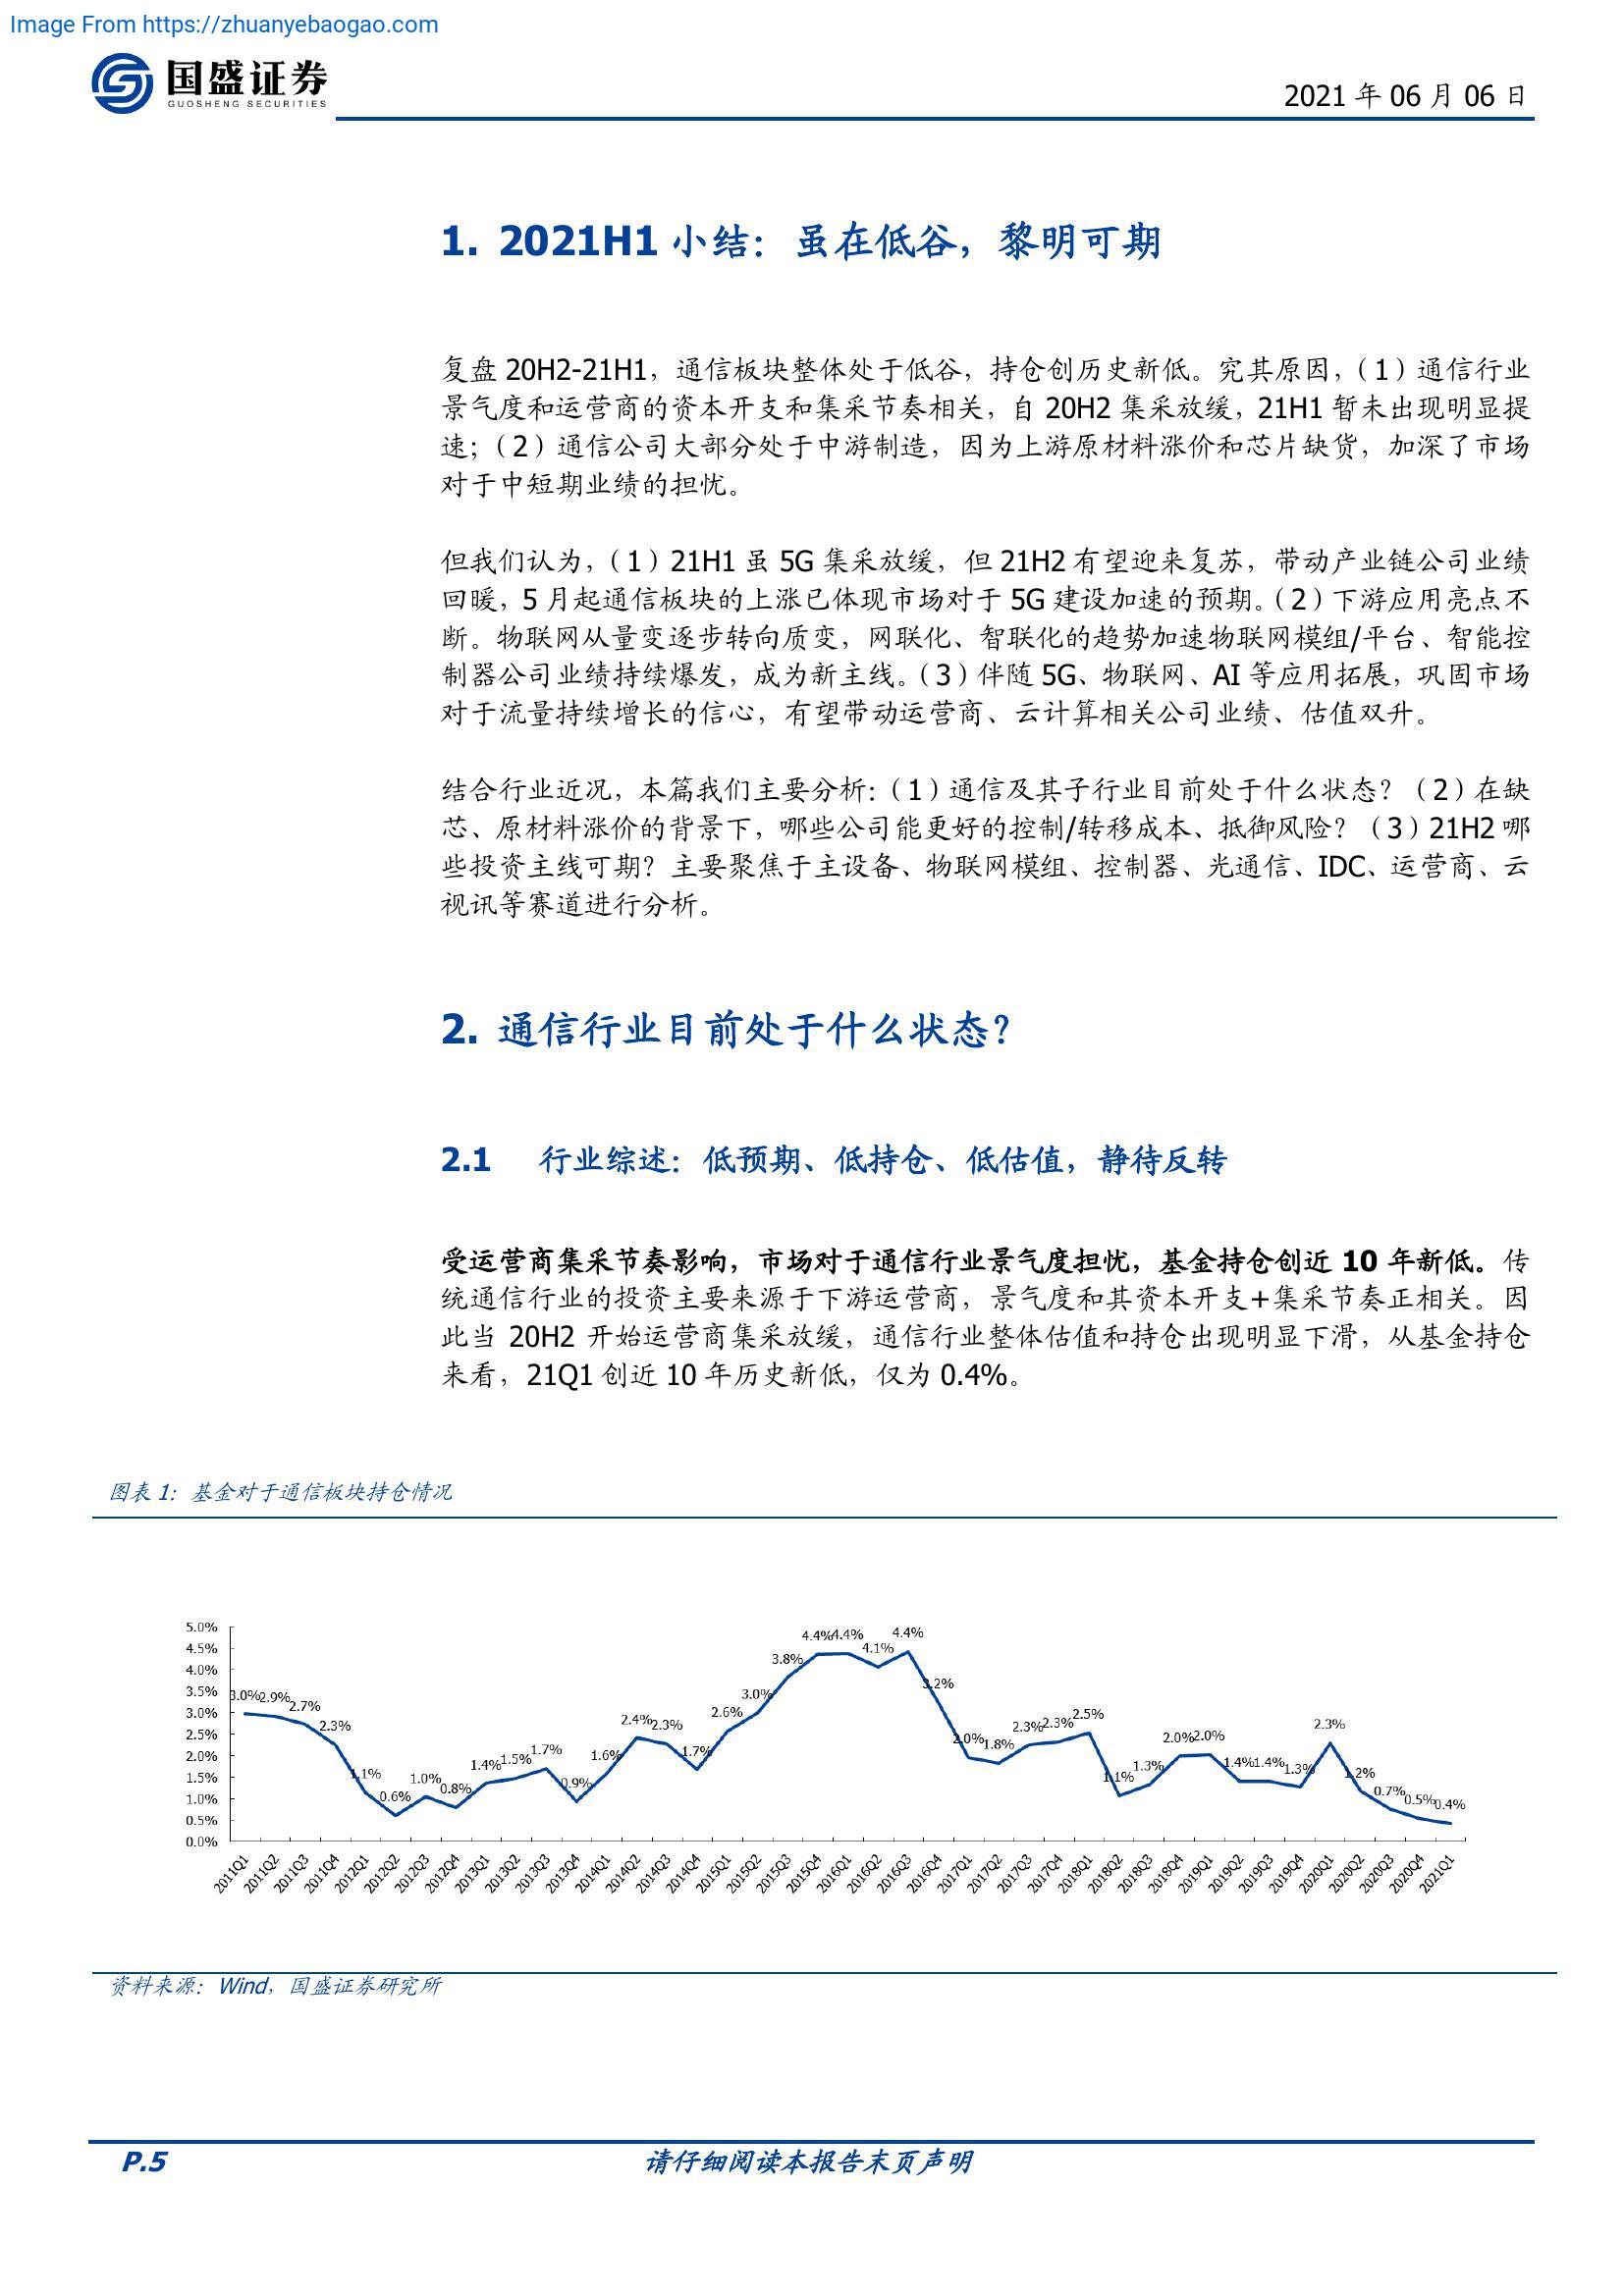 Image From https://zhuanyebaogao.com
国盛证券
GUOSHENG SECURITIES
2021 年 06 月 06 日
1. 2021H1 小结：虽在低谷，黎明可期
复盘 20H2-21H1，通信板块整体处于低谷，持仓创历史新低。究其原因，（1）通信行业
景气度和运营商的资本开支和集采节奏相关，自 20H2 集采放缓，21H1 暂未出现明显提
速；（2）通信公司大部分处于中游制造，因为上游原材料涨价和芯片缺货，加深了市场
对于中短期业绩的担忧。
但我们认为，（1）21H1 虽 5G 集采放缓，但 21H2 有望迎来复苏，带动产业链公司业绩
回暖，5 月起通信板块的上涨已体现市场对于 5G 建设加速的预期。（2）下游应用亮点不
断。物联网从量变逐步转向质变，网联化、智联化的趋势加速物联网模组/平台、智能控
制器公司业绩持续爆发，成为新主线。（3）伴随 5G、物联网、AI 等应用拓展，巩固市场
对于流量持续增长的信心，有望带动运营商、云计算相关公司业绩、估值双升。
结合行业近况，本篇我们主要分析：（1）通信及其子行业目前处于什么状态？（2）在缺
芯、原材料涨价的背景下，哪些公司能更好的控制/转移成本、抵御风险？（3）21H2 哪
些投资主线可期？主要聚焦于主设备、物联网模组、控制器、光通信、IDC、运营商、云
视讯等赛道进行分析。
2. 通信行业目前处于什么状态？
2.1 行业综述：低预期、低持仓、低估值，静待反转
受运营商集采节奏影响，市场对于通信行业景气度担忧，基金持仓创近 10 年新低。传
统通信行业的投资主要来源于下游运营商，景气度和其资本开支+集采节奏正相关。因
此当 20H2 开始运营商集采放缓，通信行业整体估值和持仓出现明显下滑，从基金持仓
来看，21Q1 创近 10 年历史新低，仅为 0.4%。
图表 1：基金对于通信板块持仓情况
5.0%
4.5%
4.0%
3.5%
3.0%
2.5%
2.0%
1.5%
1.0%
0.5%
0.0%
3.0% 2.9% 2.7% 2.3% 1.1% 0.6% 1.0% 0.8% 1.4% 1.5% 1.7% 0.9% 1.6% 2.4% 2.3% 1.7% 2.6% 3.0% 3.8% 4.4% 4.4% 4.1% 4.4% 3.2% 2.0% 1.8% 2.3% 2.3% 2.5% 1.1% 1.3% 2.0% 2.0% 1.4% 1.4% 1.3% 2.3% 1.2% 0.7% 0.5% 0.4%
2011Q1 2011Q2 2011Q3 2011Q4 2012Q1 2012Q2 2012Q3 2012Q4 2013Q1 2013Q2 2013Q3 2013Q4 2014Q1 2014Q2 2014Q3 2014Q4 2015Q1 2015Q2 2015Q3 2015Q4 2016Q1 2016Q2 2016Q3 2016Q4 2017Q1 2017Q2 2017Q3 2017Q4 2018Q1 2018Q2 2018Q3 2018Q4 2019Q1 2019Q2 2019Q3 2019Q4 2020Q1 2020Q2 2020Q3 2020Q4 2021Q1
资料来源：Wind，国盛证券研究所
P.5
请仔细阅读本报告末页声明